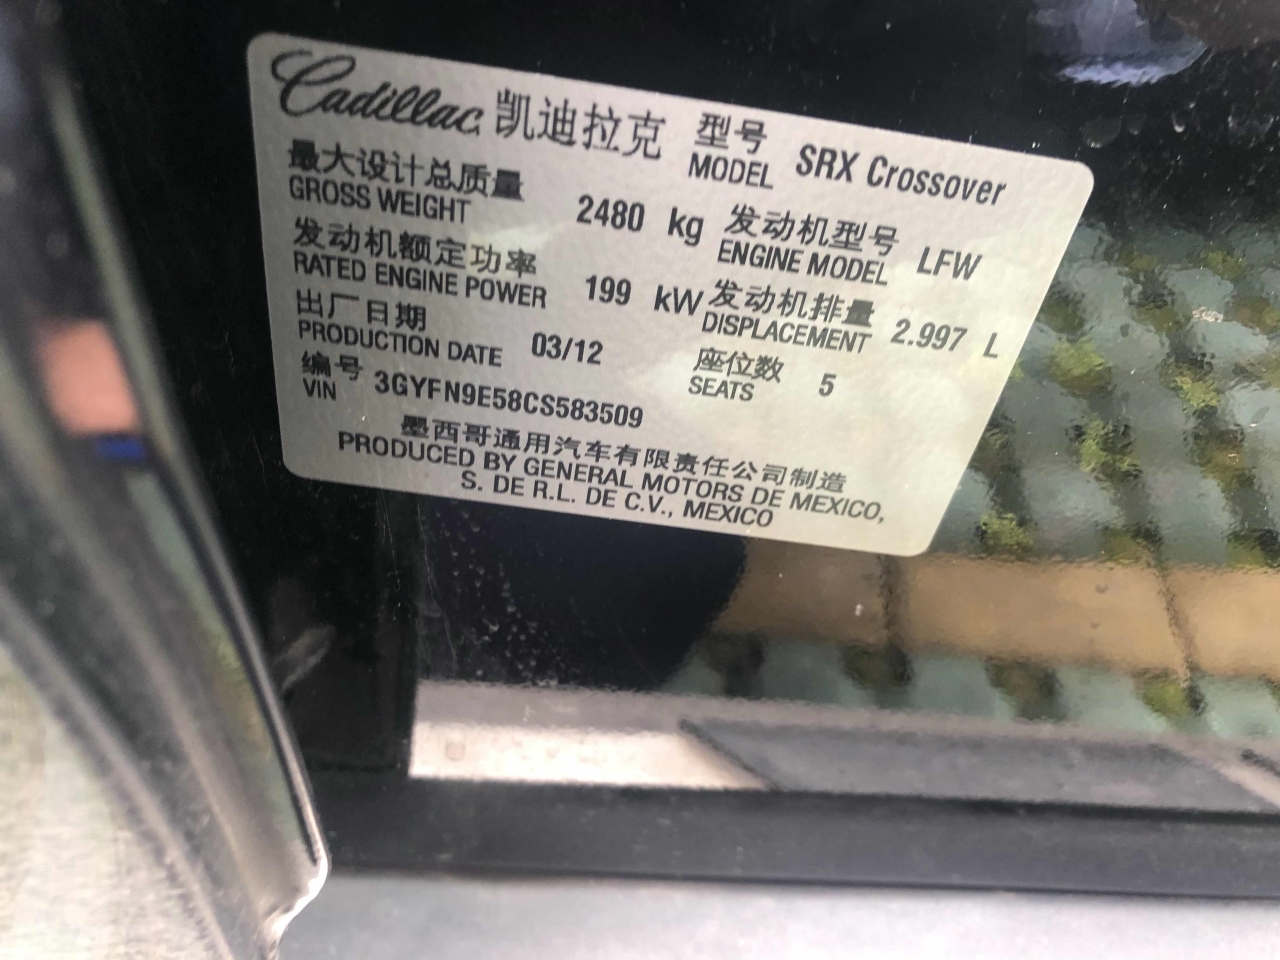 Cadillac 凯迪拉克 型号 MODEL SRX Crossover
最大设计总质量
GROSS WEIGHT 2480 kg
发动机型号
ENGINE MODEL LFW
发动机额定功率
RATED ENGINE POWER 199 kW
发动机排量
DISPLACEMENT 2.997 L
出厂日期
PRODUCTION DATE 03/12
座位数
SEATS 5
编号
VIN 3GYFN9E58CS583509
墨西哥通用汽车有限责任公司制造
PRODUCED BY GENERAL MOTORS DE MEXICO,
S. DE R.L. DE C.V., MEXICO